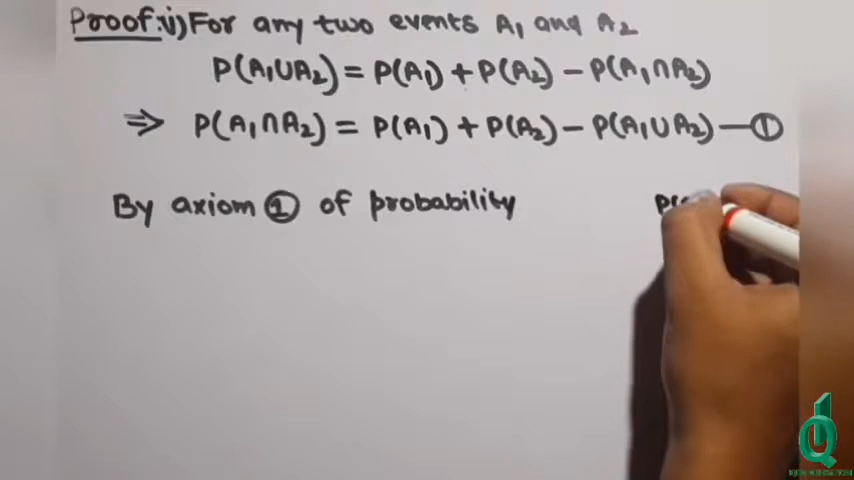 Proof:i) For any two events A₁ and A₂
P(A₁∪A₂) = P(A₁) + P(A₂) − P(A₁∩A₂)
⇒ P(A₁∩A₂) = P(A₁) + P(A₂) − P(A₁∪A₂) —①
By axiom ① of probability